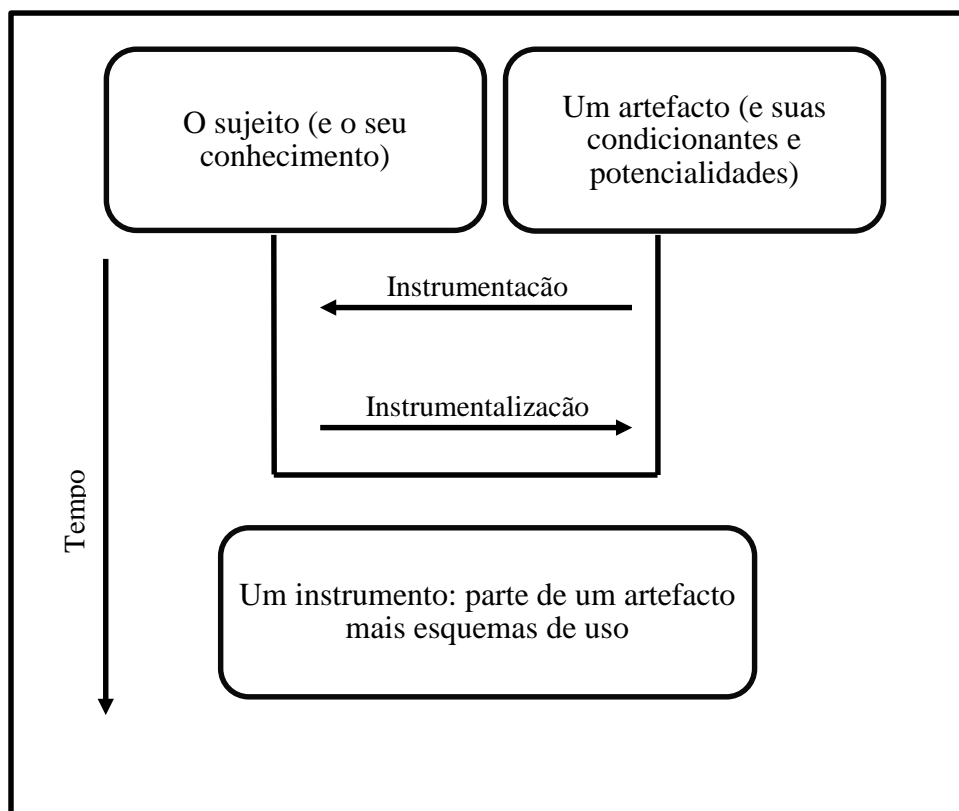 O sujeito (e o seu
conhecimento)
Um artefacto (e suas
condicionantes e
potencialidades)
Instrumentacão
Instrumentalizacão
Tempo
Um instrumento: parte de um artefacto
mais esquemas de uso